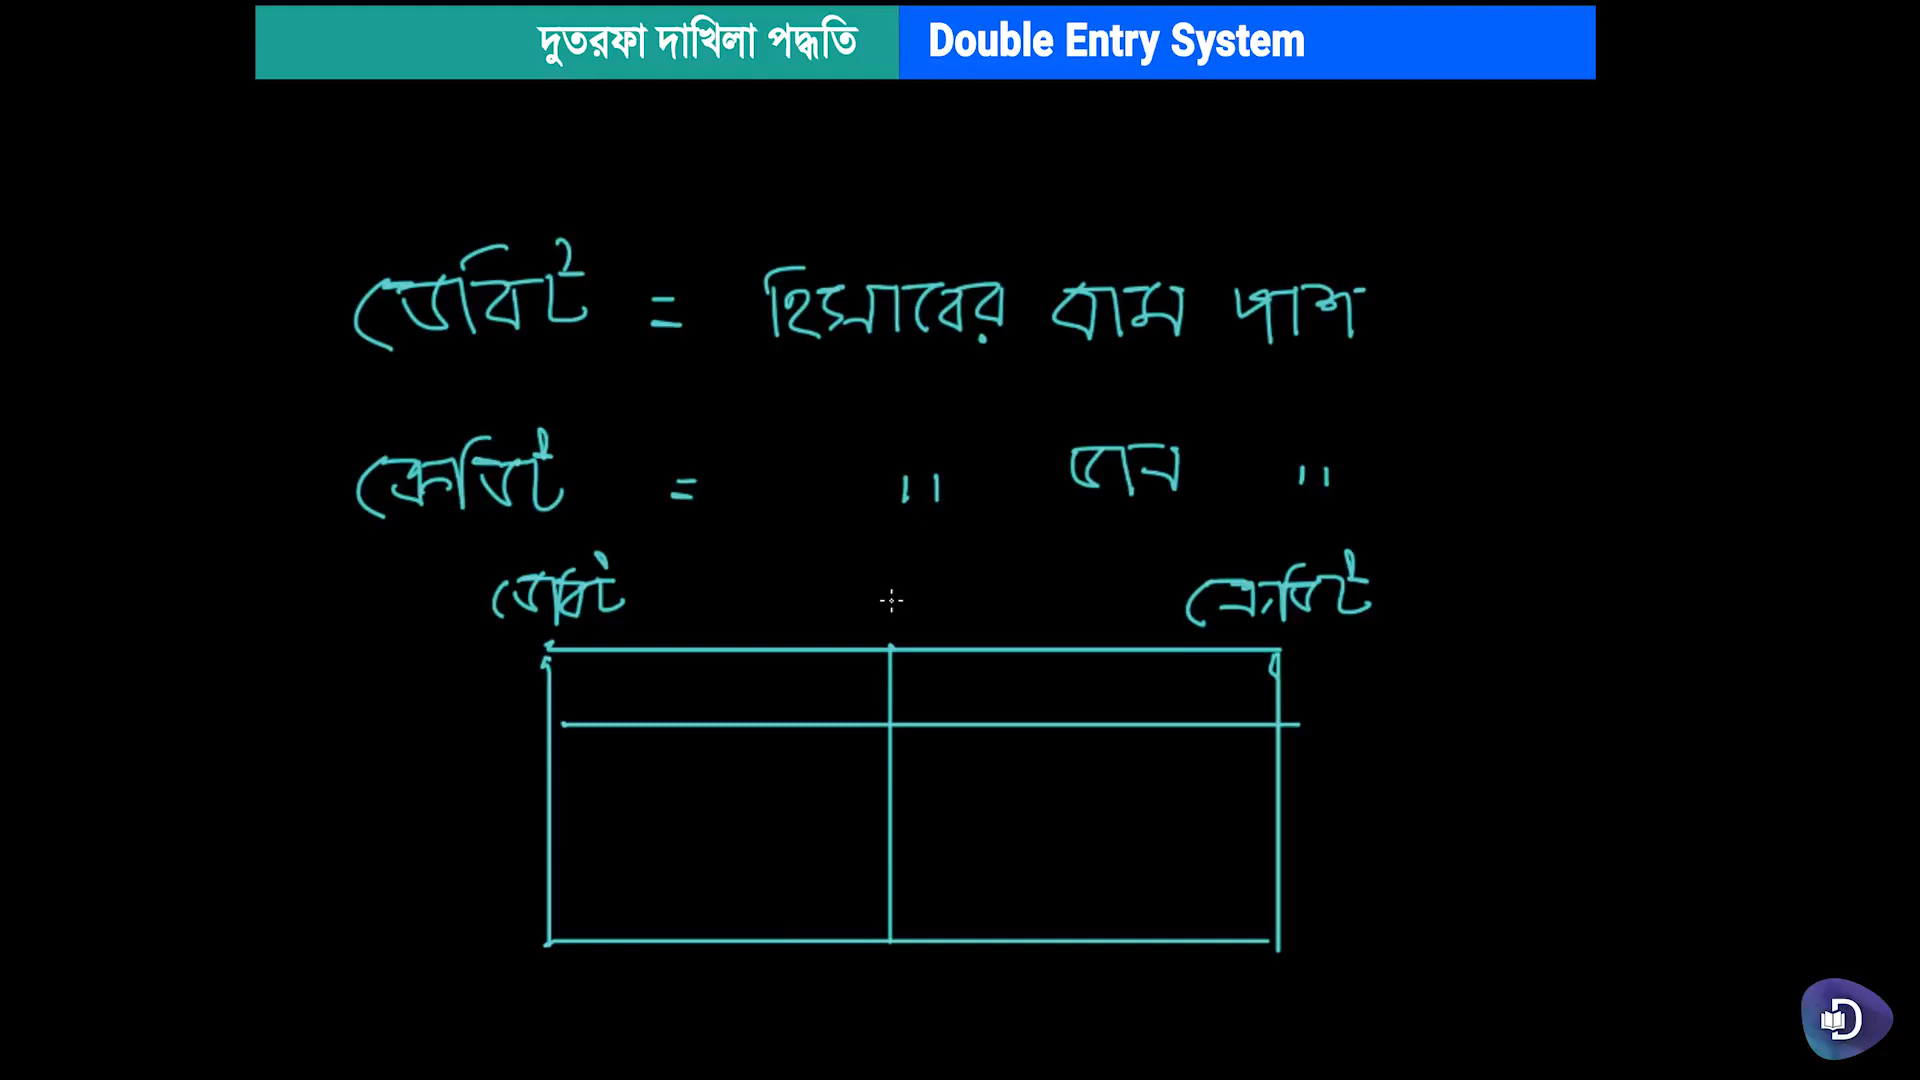 দুতরফা দাখিলা পদ্ধতি Double Entry System
ডেবিট = হিসাবের বাম পাশ
ক্রেডিট = " ডান "
ডেবিট ক্রেডিট